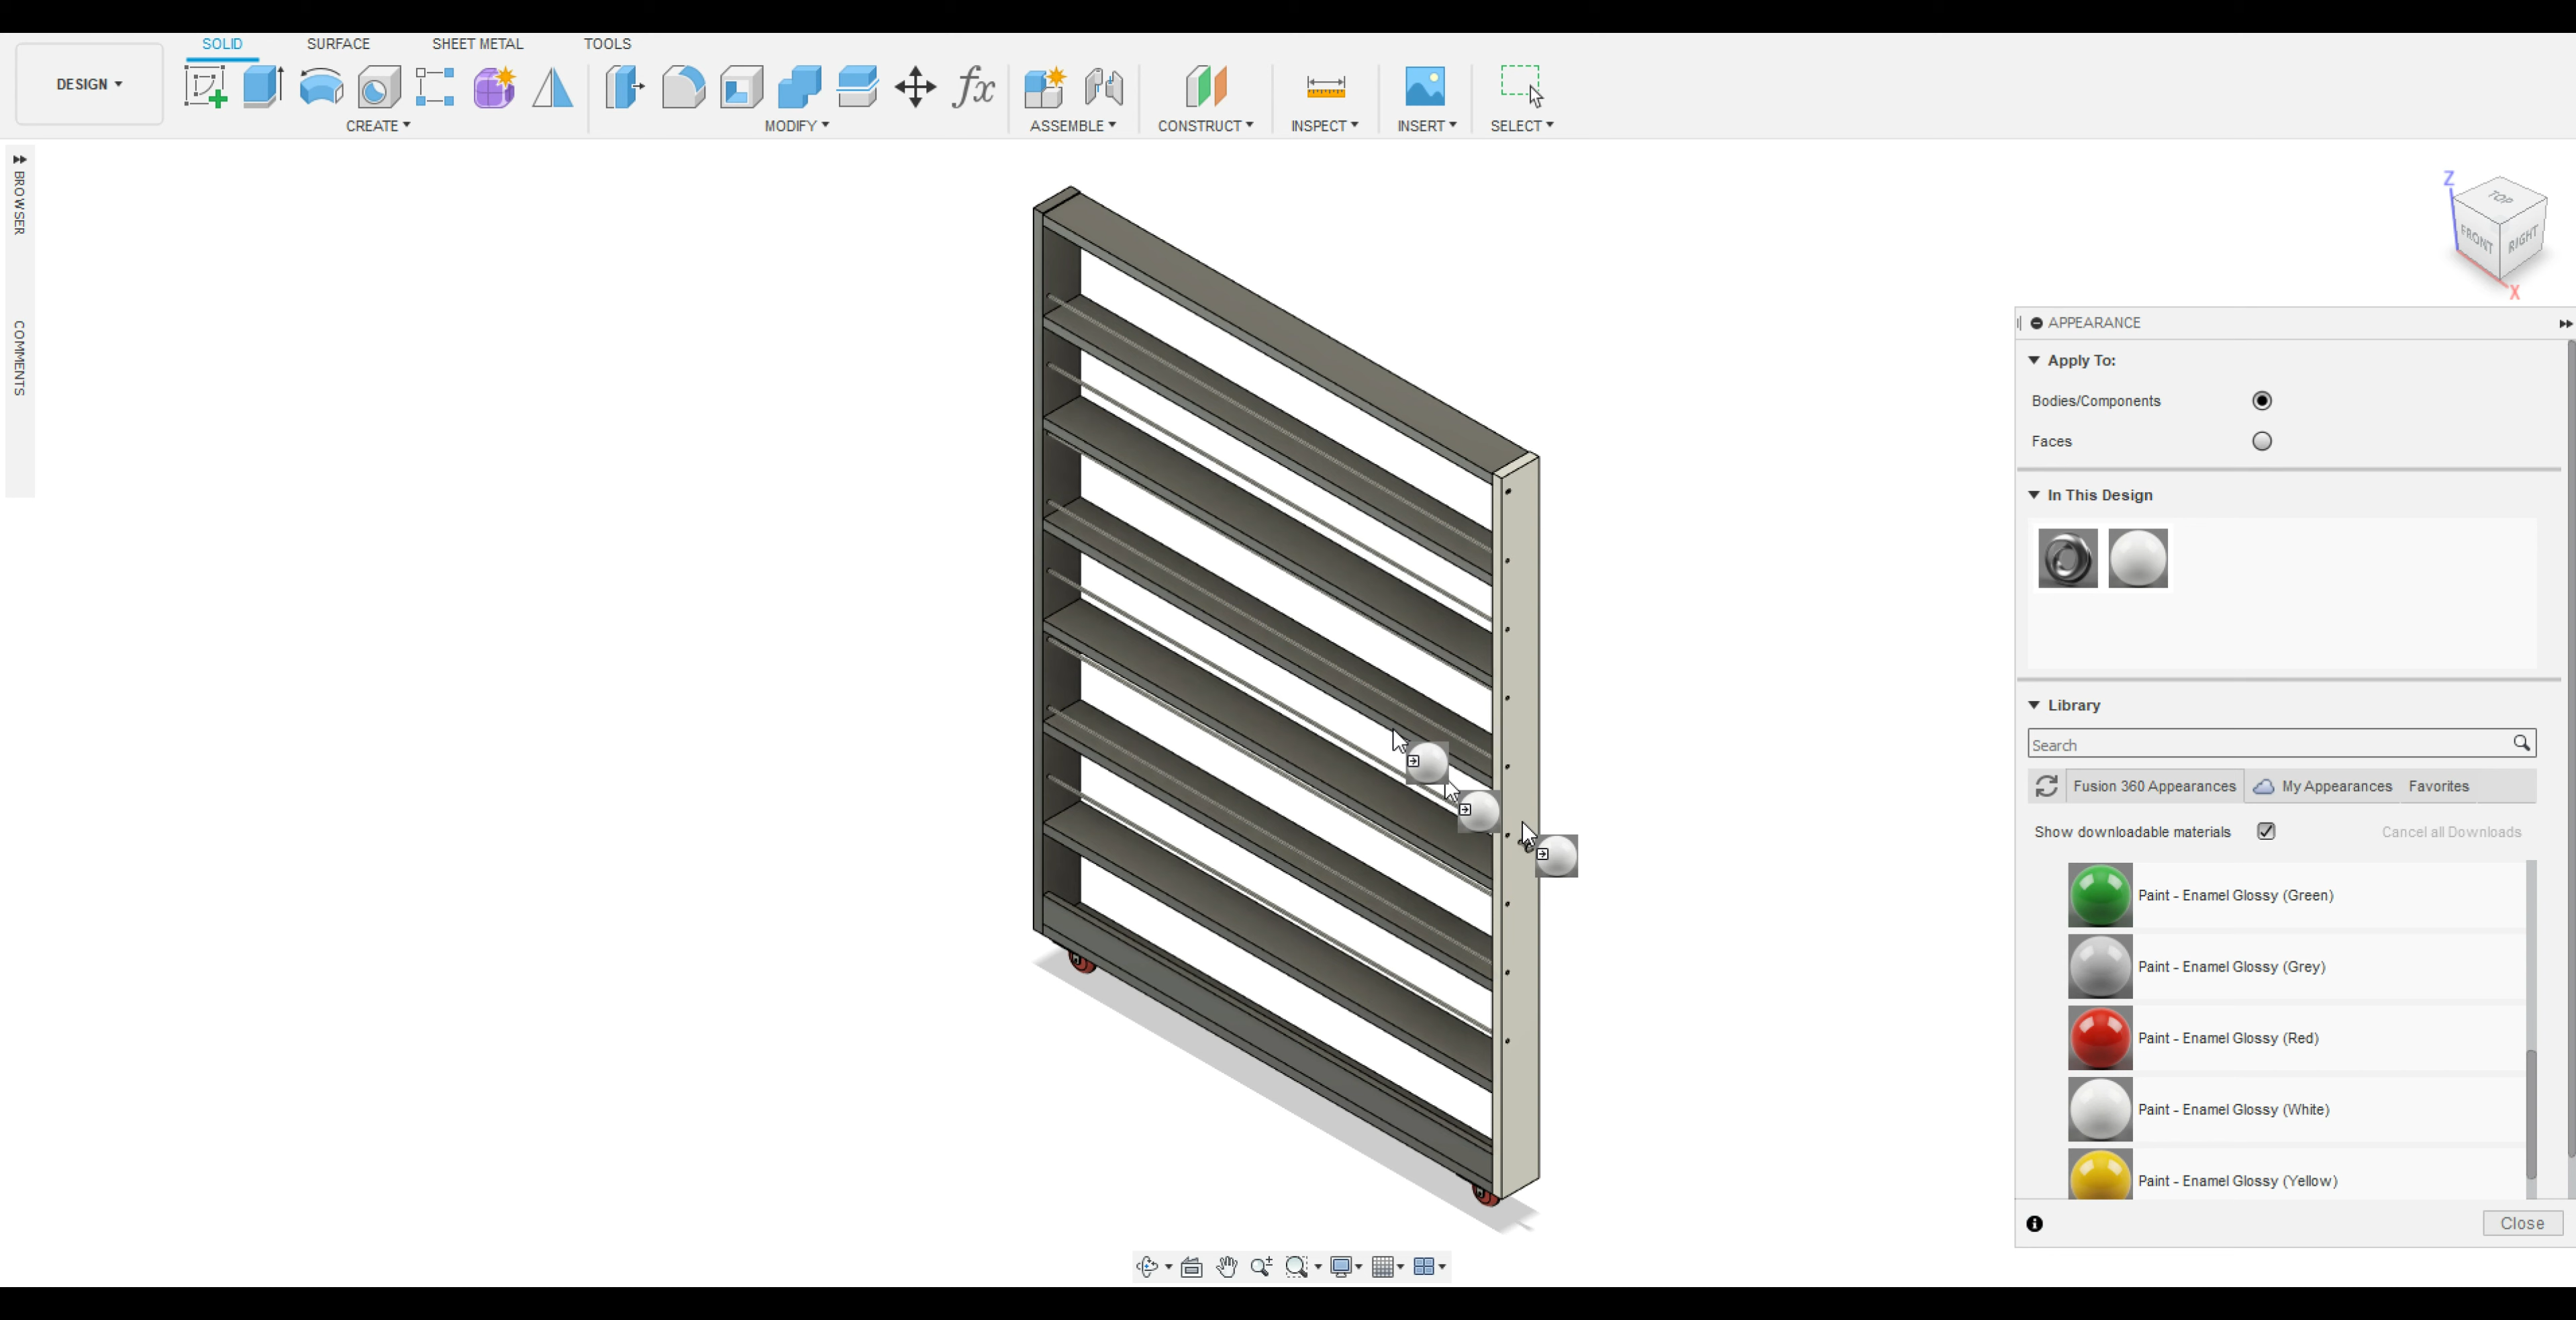 SOLID SURFACE SHEET METAL TOOLS
DESIGN
CREATE MODIFY ASSEMBLE CONSTRUCT INSPECT INSERT SELECT
fx
BROWSER
COMMENTS
Z
TOP
FRONT
RIGHT
X
APPEARANCE
Apply To:
Bodies/Components
Faces
In This Design
Library
Search
Fusion 360 Appearances My Appearances Favorites
Show downloadable materials Cancel all Downloads
Paint - Enamel Glossy (Green)
Paint - Enamel Glossy (Grey)
Paint - Enamel Glossy (Red)
Paint - Enamel Glossy (White)
Paint - Enamel Glossy (Yellow)
Close